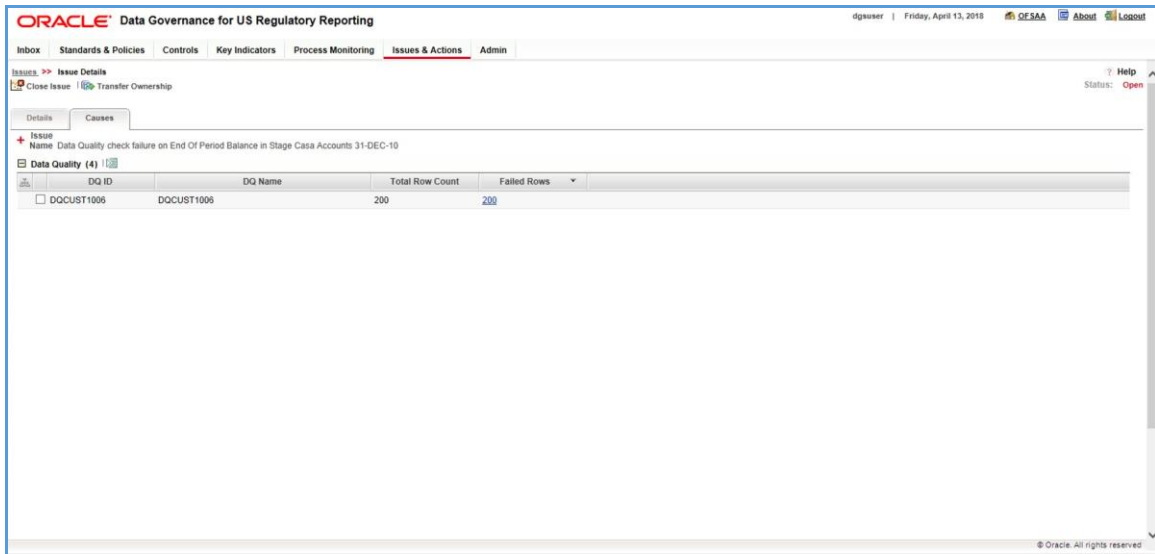 ORACLE® Data Governance for US Regulatory Reporting
dgsuser | Friday, April 13, 2018 OFSAA About Logout
Inbox Standards & Policies Controls Key Indicators Process Monitoring Issues & Actions Admin
Issues >> Issue Details
? Help
Close Issue | Transfer Ownership
Status: Open
Details Causes
Issue
Name Data Quality check failure on End Of Period Balance in Stage Casa Accounts 31-DEC-10
Data Quality (4) |
DQ ID DQ Name Total Row Count Failed Rows
DQCUST1006 DQCUST1006 200 200
© Oracle. All rights reserved